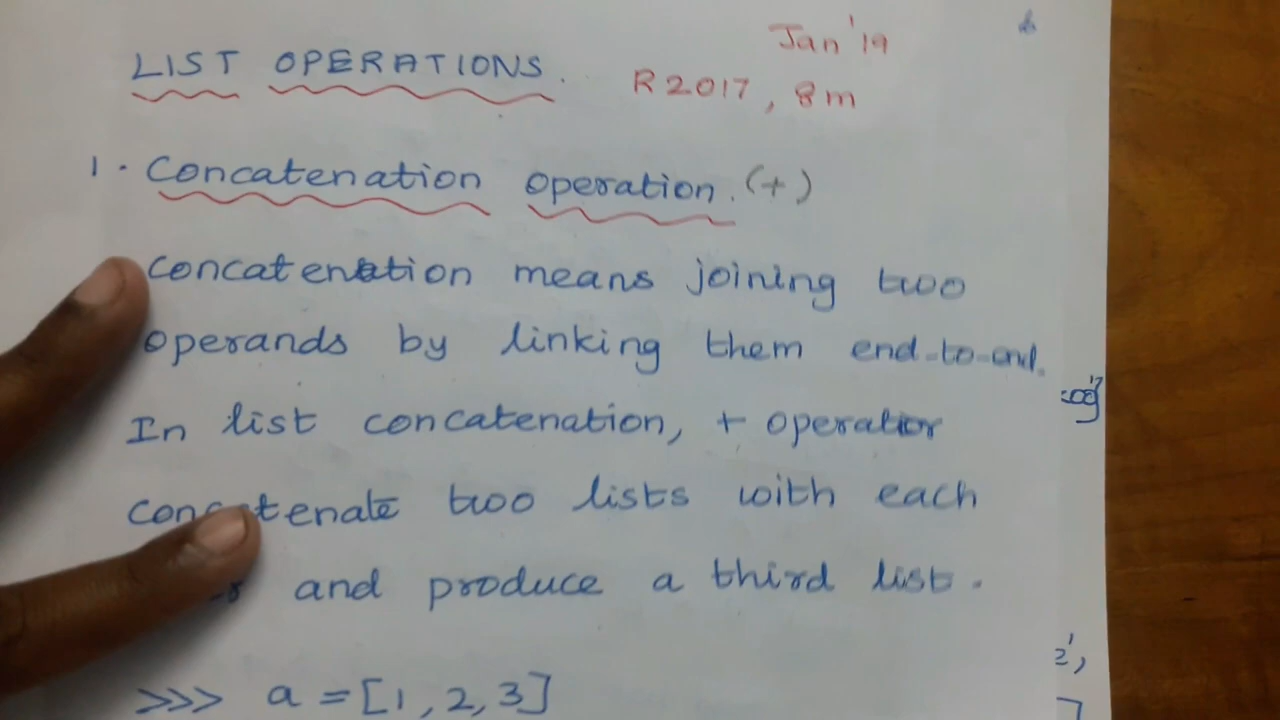 LIST OPERATIONS.
Jan '19
R2017, 8m
1. Concatenation operation. (+)
Concatenation means joining two
operands by linking them end-to-end.
In list concatenation, + operator
concatenate two lists with each
and produce a third list.
>>> a = [1, 2, 3]
2',
]